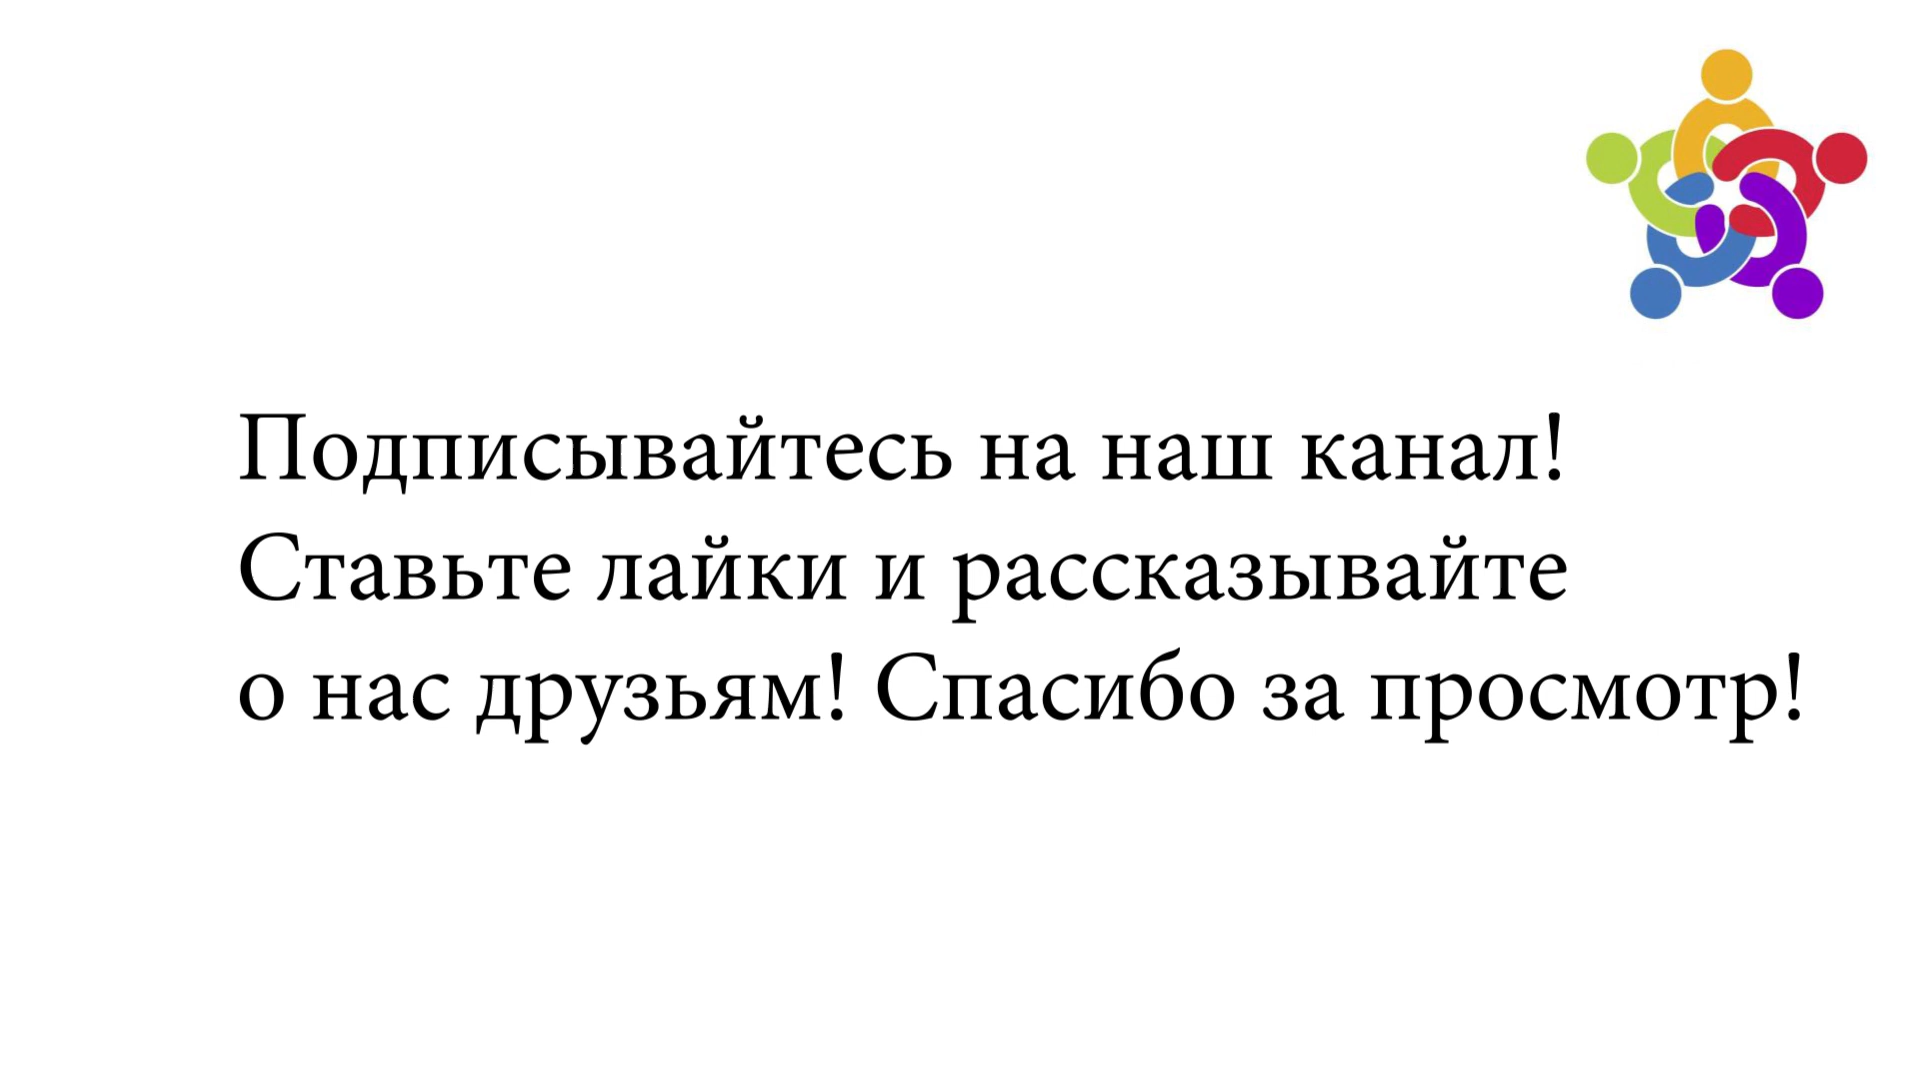 Подписывайтесь на наш канал!
Ставьте лайки и рассказывайте
о нас друзьям! Спасибо за просмотр!